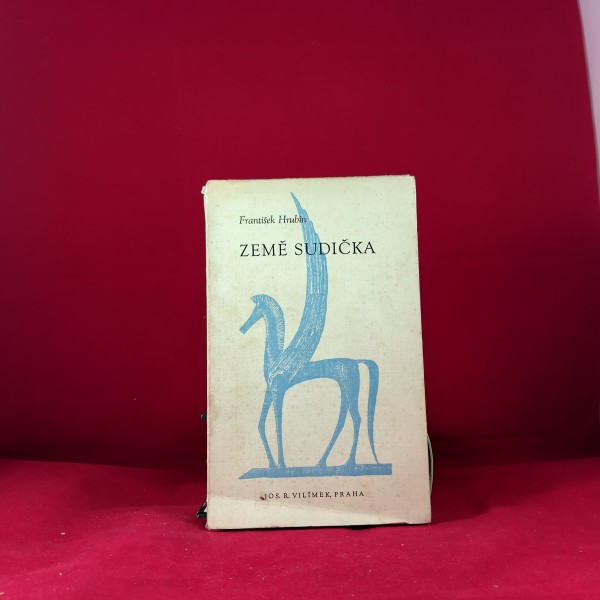 František Hrubín
ZEMĚ SUDIČKA
JOS. R. VILÍMEK, PRAHA